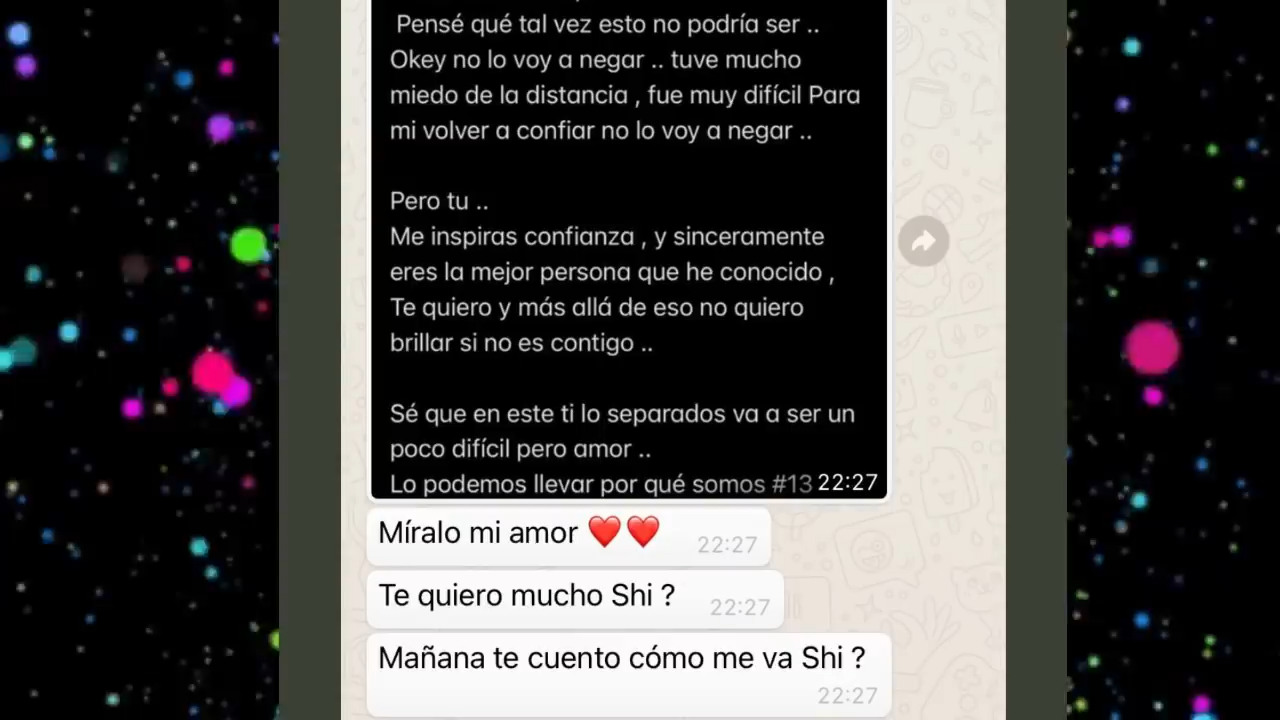 Pensé qué tal vez esto no podría ser ..
Okey no lo voy a negar .. tuve mucho
miedo de la distancia , fue muy difícil Para
mi volver a confiar no lo voy a negar ..
Pero tu ..
Me inspiras confianza , y sinceramente
eres la mejor persona que he conocido ,
Te quiero y más allá de eso no quiero
brillar si no es contigo ..
Sé que en este ti lo separados va a ser un
poco difícil pero amor ..
Lo podemos llevar por qué somos #13 22:27
Míralo mi amor ❤️❤️ 22:27
Te quiero mucho Shi ? 22:27
Mañana te cuento cómo me va Shi ?
22:27